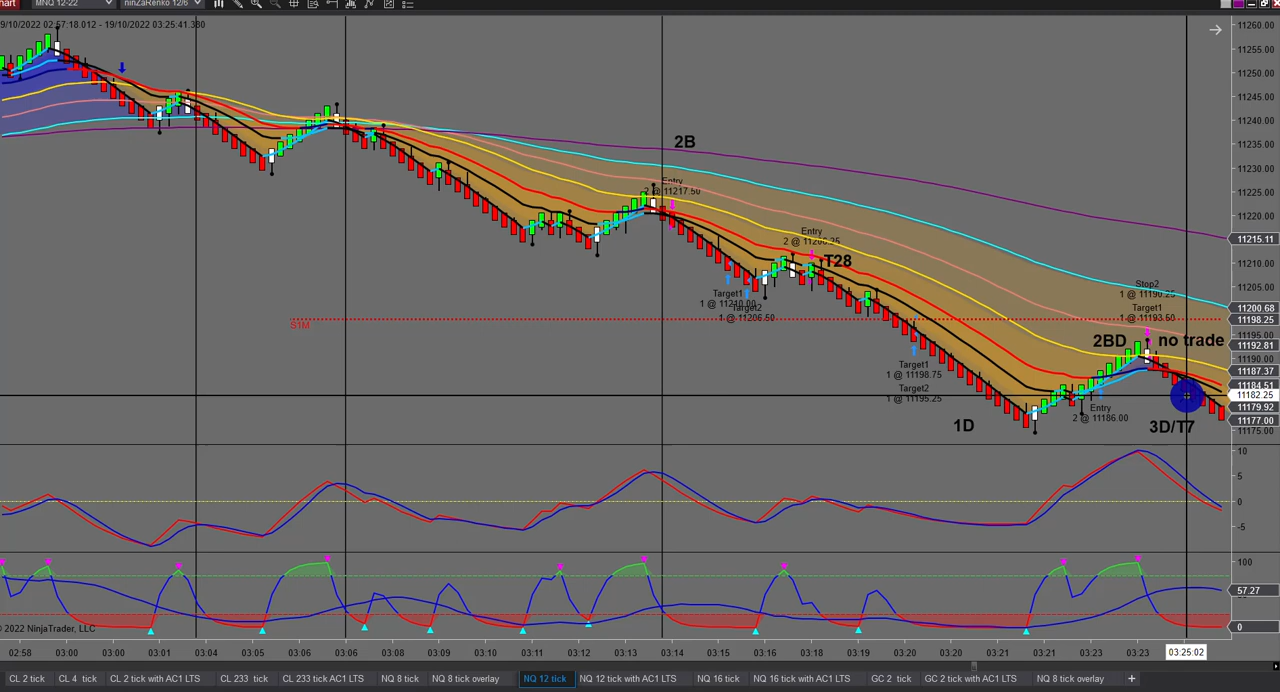 hart
MNQ 12-22
ninZaRenko 12/6
9/10/2022 02:57:18.012 - 19/10/2022 03:25:41.380
11260.00
11255.00
11250.00
11245.00
11240.00
11235.00
11230.00
11225.00
11220.00
11215.11
11210.00
11205.00
11200.68
11198.25
11195.00
11192.81
11190.00
11187.37
11184.51
11182.25
11179.92
11177.00
11175.00
2B
Entry
2 @ 11217.50
Target1
1 @ 11210.00
Target2
1 @ 11206.50
Entry
2 @ 11206.25
T28
S1M
Target1
1 @ 11198.75
Target2
1 @ 11195.25
1D
Stop2
1 @ 11190.25
Target1
1 @ 11193.50
2BD
no trade
Entry
2 @ 11186.00
3D/T7
10
5
0
-5
100
57.27
0
© 2022 NinjaTrader, LLC
02:58 03:00 03:00 03:01 03:04 03:04 03:06 03:06 03:08 03:09 03:11 03:13 03:13 03:14 03:16 03:18 03:20 03:20 03:21 03:21 03:23 03:23 03:25:02
CL 2 tick CL 4 tick CL 2 tick with AC1 LTS CL 233 tick CL 233 tick AC1 LTS NQ 8 tick NQ 8 tick overlay NQ 12 tick NQ 12 tick with AC1 LTS NQ 16 tick NQ 16 tick with AC1 LTS GC 2 tick GC 2 tick with AC1 LTS NQ 8 tick overlay +